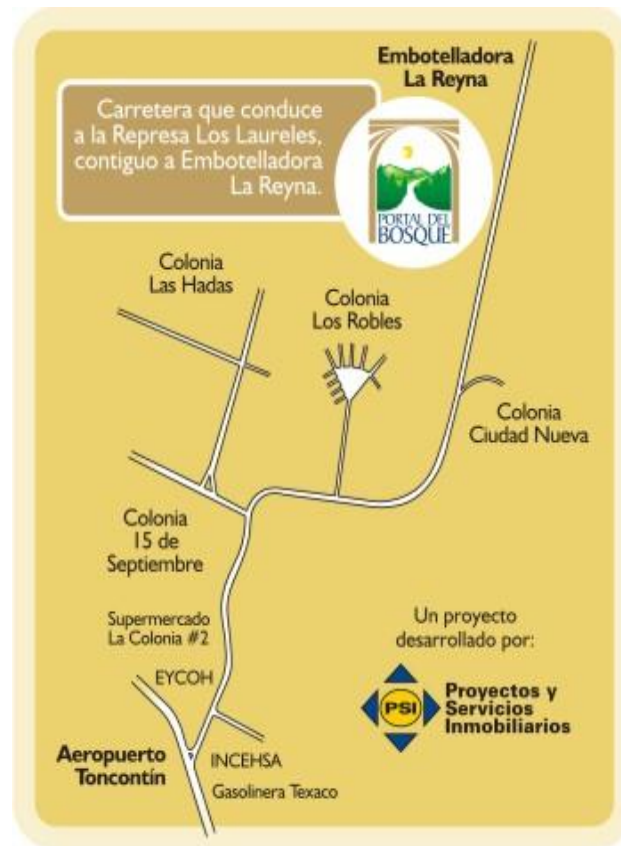 Embotelladora
La Reyna
Carretera que conduce
a la Represa Los Laureles,
contiguo a Embotelladora
La Reyna.
PORTAL DEL
BOSQUE
Colonia
Las Hadas
Colonia
Los Robles
Colonia
Ciudad Nueva
Colonia
15 de
Septiembre
Supermercado
La Colonia #2
EYCOH
Un proyecto
desarrollado por:
PSI
Proyectos y
Servicios
Inmobiliarios
Aeropuerto
Toncontín
INCEHSA
Gasolinera Texaco